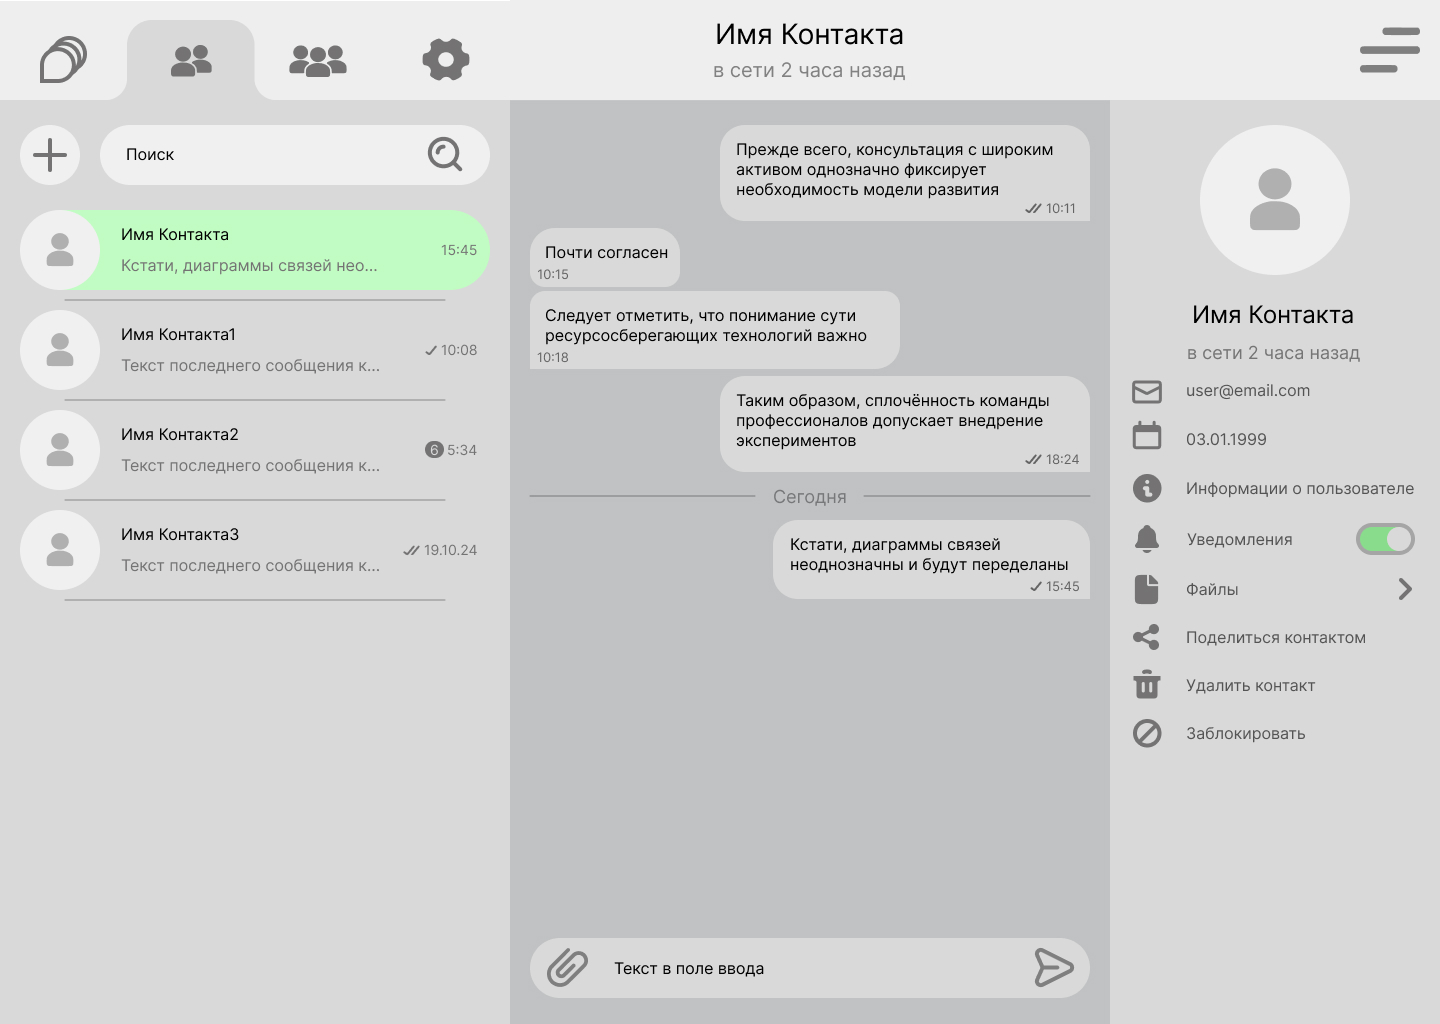 Имя Контакта
в сети 2 часа назад
Поиск
Имя Контакта
Кстати, диаграммы связей нео...
15:45
Имя Контакта1
Текст последнего сообщения к...
10:08
Имя Контакта2
Текст последнего сообщения к...
6 5:34
Имя Контакта3
Текст последнего сообщения к...
19.10.24
Прежде всего, консультация с широким
активом однозначно фиксирует
необходимость модели развития
10:11
Почти согласен
10:15
Следует отметить, что понимание сути
ресурсосберегающих технологий важно
10:18
Таким образом, сплочённость команды
профессионалов допускает внедрение
экспериментов
18:24
Сегодня
Кстати, диаграммы связей
неоднозначны и будут переделаны
15:45
Текст в поле ввода
Имя Контакта
в сети 2 часа назад
user@email.com
03.01.1999
Информации о пользователе
Уведомления
Файлы
Поделиться контактом
Удалить контакт
Заблокировать